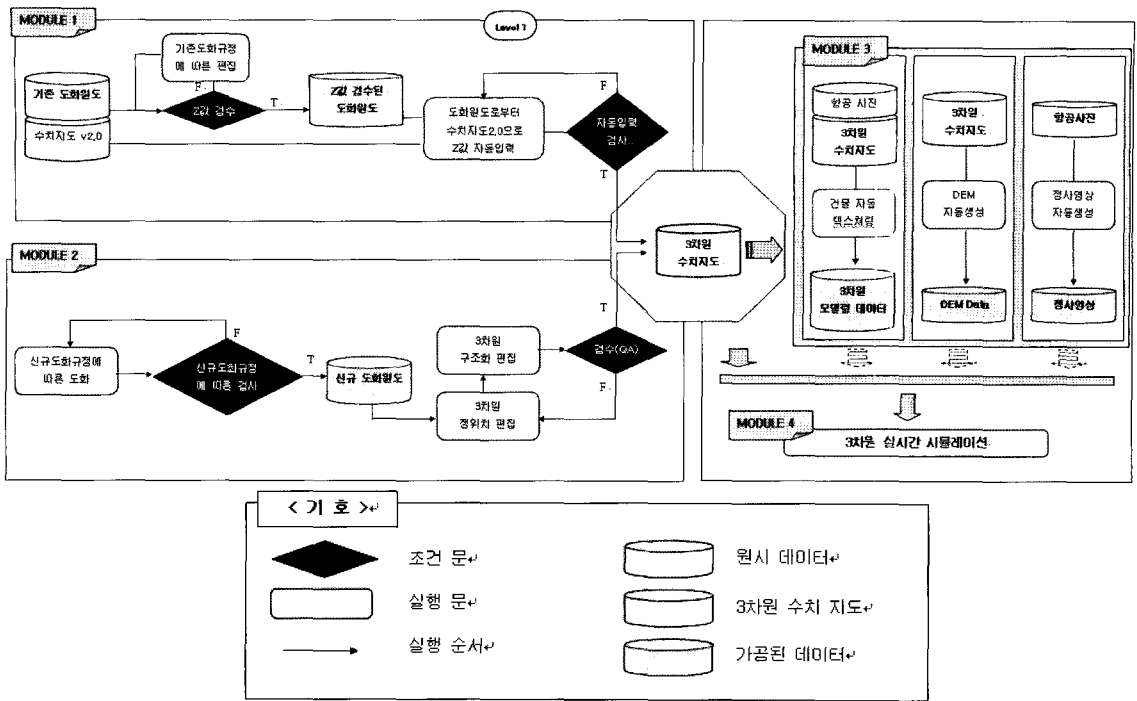 MODULE 1
Level 1
기존도화규정
에 따른 편집
기존 도화원도
수치지도 v2.0
F.
Z값 검수
T.
Z값 검수된
도화원도
도화원도로부터
수치지도2.0으로
Z값 자동입력
F.
자동입력
검사.
T
3차원
수치지도
MODULE 2
신규도화규정에
따른 도화
F
신규도화규정
에 따른 검사
T
신규 도화원도
3차원
구조화 편집
3차원
정위치 편집
T
검수(QA)
F.
MODULE 3
항공 사진
3차원
수치지도
건물 자동
텍스쳐링
3차원
모델링 데이터
3차원
수치지도
DEM
자동생성
DEM Data
항공사진
정사영상
자동생성
정사영상
MODULE 4
3차원 실시간 시뮬레이션
< 기 호 >↵
조건 문↵
실행 문↵
실행 순서↵
원시 데이터↵
3차원 수치 지도↵
가공된 데이터↵